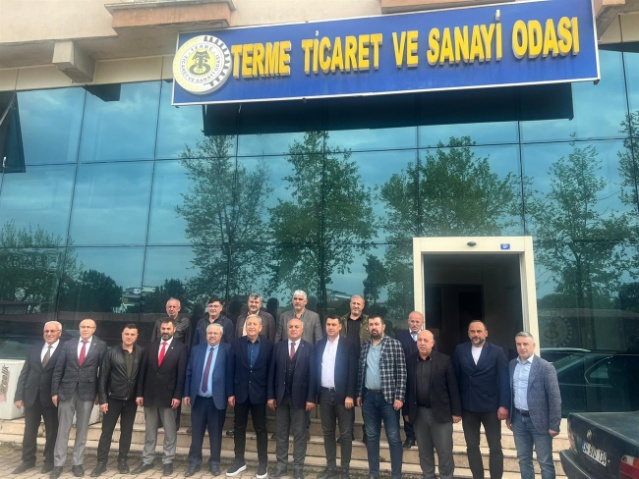 TERME TİCARET VE SANAYİ ODASI